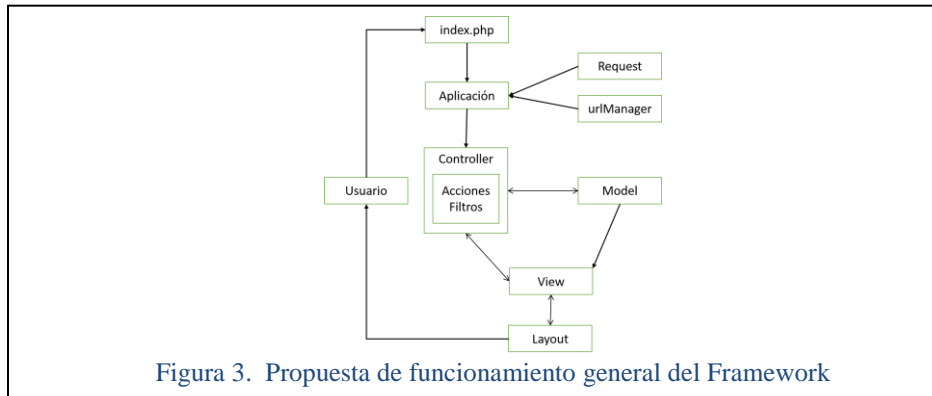 index.php
Request
Aplicación
urlManager
Controller
Usuario
Acciones
Filtros
Model
View
Layout
Figura 3. Propuesta de funcionamiento general del Framework